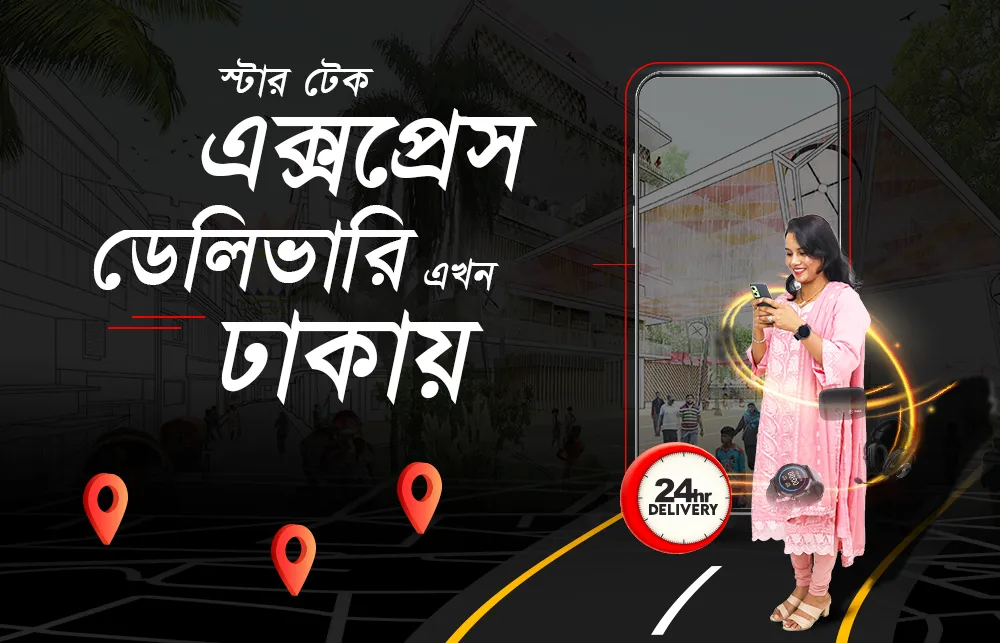 স্টার টেক
এক্সপ্রেস
ডেলিভারি এখন
ঢাকায়
24hr
DELIVERY